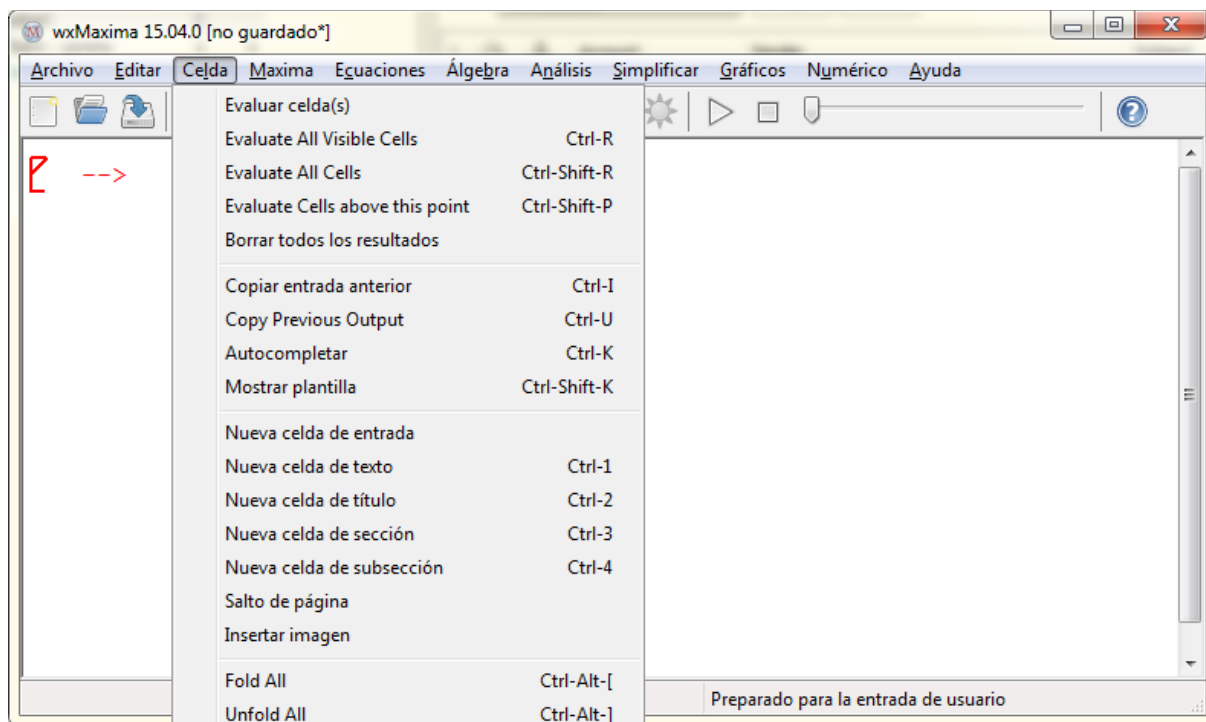 wxMaxima 15.04.0 [no guardado*]
Archivo Editar Celda Maxima Ecuaciones Álgebra Análisis Simplificar Gráficos Numérico Ayuda
-->
Evaluar celda(s)
Evaluate All Visible Cells Ctrl-R
Evaluate All Cells Ctrl-Shift-R
Evaluate Cells above this point Ctrl-Shift-P
Borrar todos los resultados
Copiar entrada anterior Ctrl-I
Copy Previous Output Ctrl-U
Autocompletar Ctrl-K
Mostrar plantilla Ctrl-Shift-K
Nueva celda de entrada
Nueva celda de texto Ctrl-1
Nueva celda de título Ctrl-2
Nueva celda de sección Ctrl-3
Nueva celda de subsección Ctrl-4
Salto de página
Insertar imagen
Fold All Ctrl-Alt-[
Unfold All Ctrl-Alt-]
Preparado para la entrada de usuario